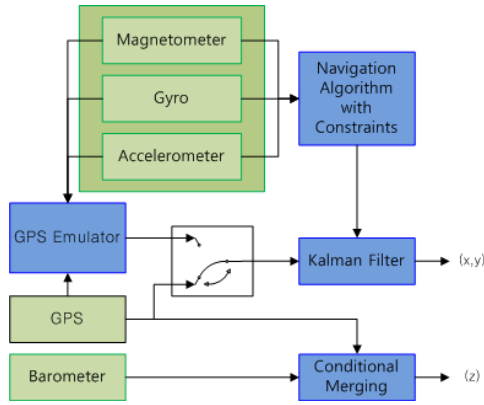 Magnetometer
Gyro
Accelerometer
Navigation
Algorithm
with
Constraints
GPS Emulator
Kalman Filter
(x,y)
GPS
Barometer
Conditional
Merging
(z)